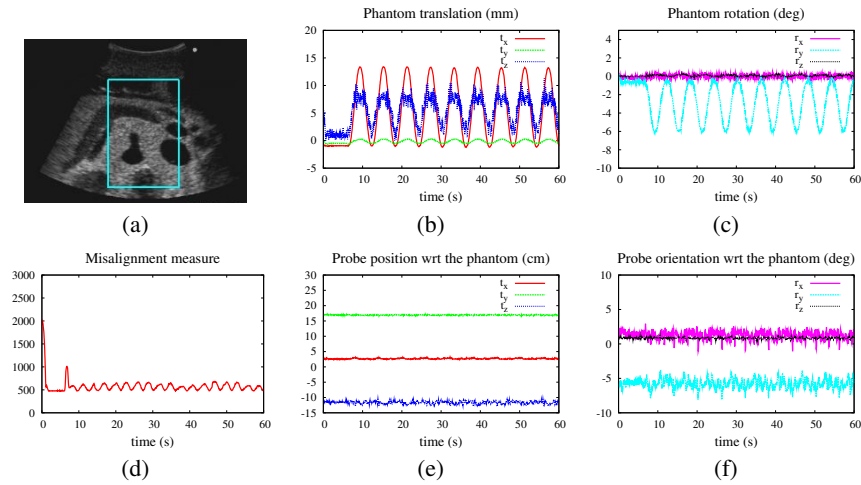 Phantom translation (mm)
20
15
10
5
0
-5
t_x
t_y
t_z
0 10 20 30 40 50 60
time (s)
Phantom rotation (deg)
4
2
0
-2
-4
-6
-8
-10
r_x
r_y
r_z
0 10 20 30 40 50 60
time (s)
(a)
(b)
(c)
Misalignment measure
3000
2500
2000
1500
1000
500
0
0 10 20 30 40 50 60
time (s)
Probe position wrt the phantom (cm)
30
25
20
15
10
5
0
-5
-10
-15
t_x
t_y
t_z
0 10 20 30 40 50 60
time (s)
Probe orientation wrt the phantom (deg)
10
5
0
-5
-10
r_x
r_y
r_z
0 10 20 30 40 50 60
time (s)
(d)
(e)
(f)